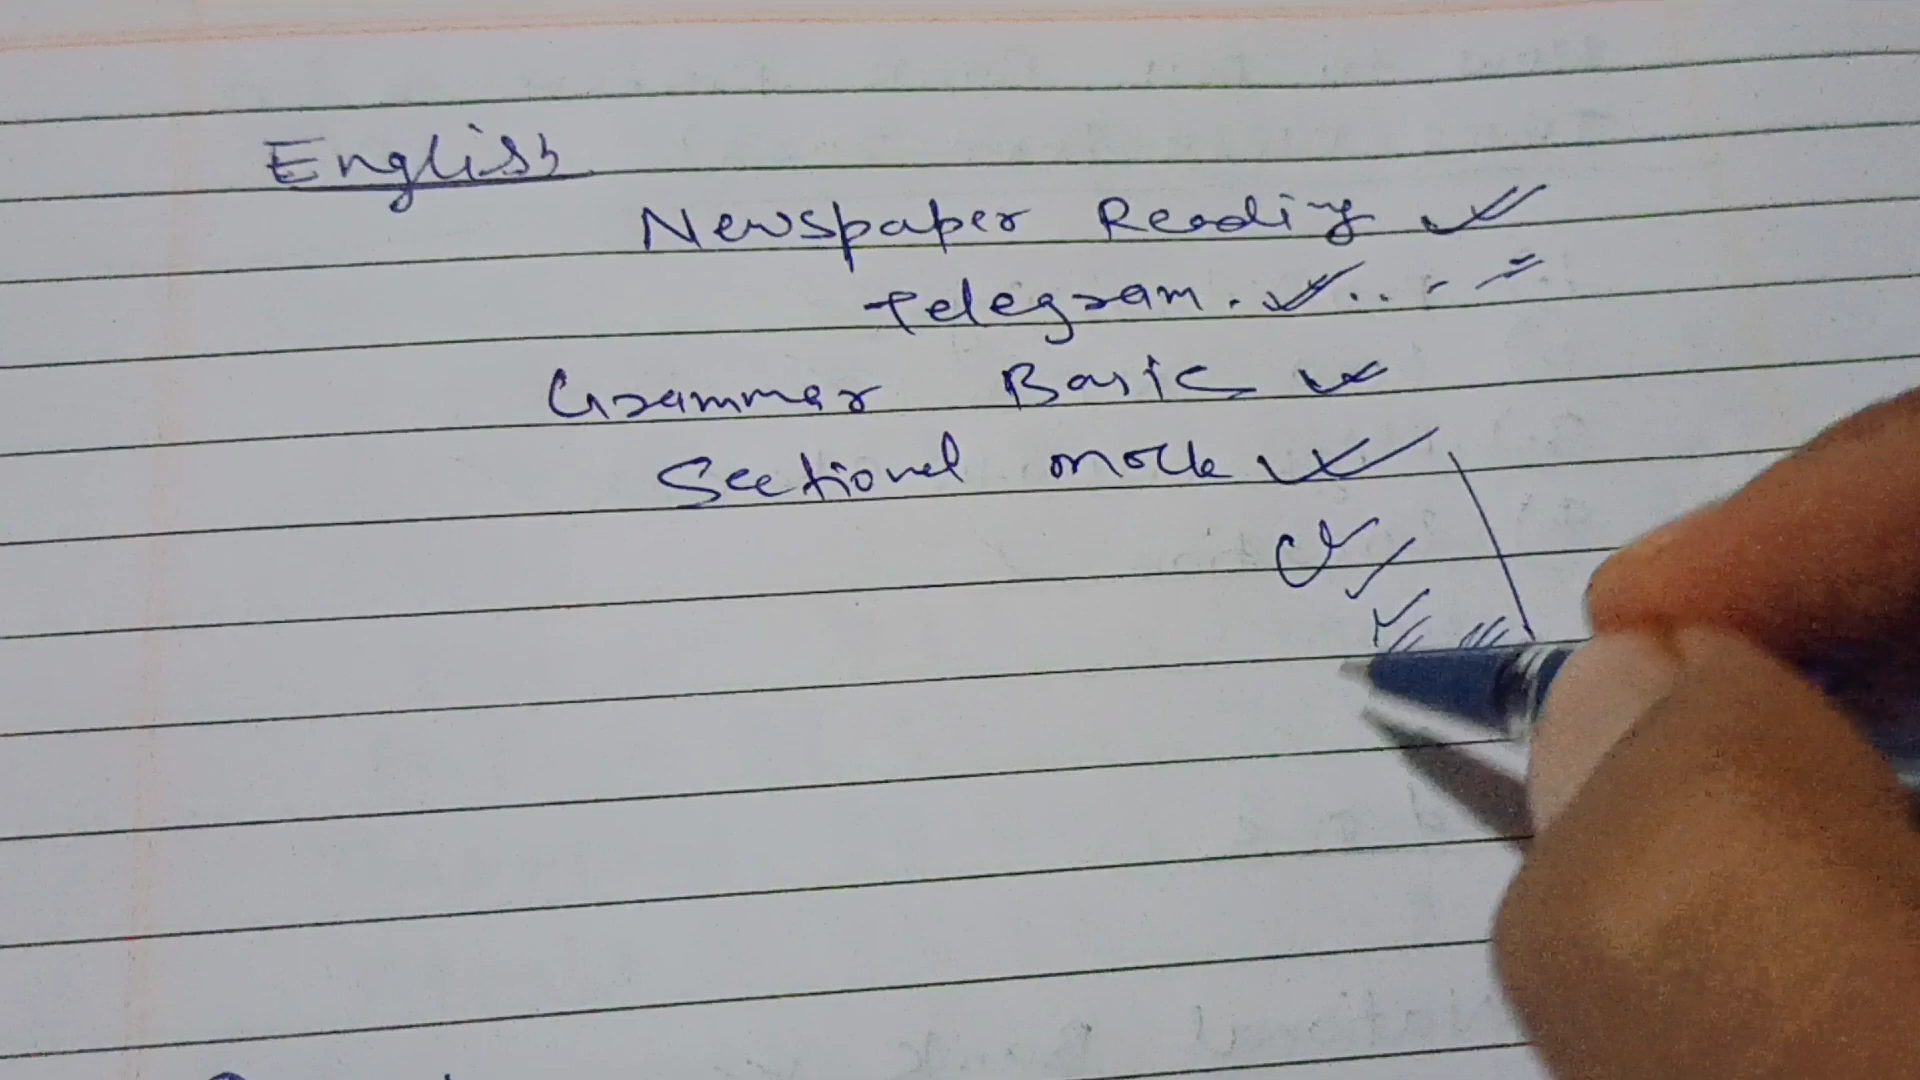 English
Newspaper Reading ✓
Telegram. ✓
Grammar Basic ✓
Sectional mock ✓